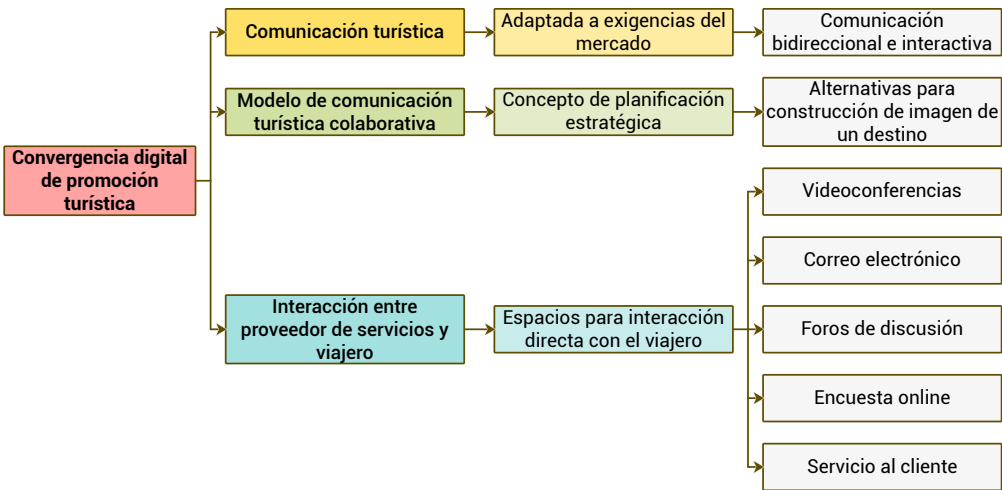 Convergencia digital
de promoción
turística
Comunicación turística
Adaptada a exigencias del
mercado
Comunicación
bidireccional e interactiva
Modelo de comunicación
turística colaborativa
Concepto de planificación
estratégica
Alternativas para
construcción de imagen de
un destino
Interacción entre
proveedor de servicios y
viajero
Espacios para interacción
directa con el viajero
Videoconferencias
Correo electrónico
Foros de discusión
Encuesta online
Servicio al cliente